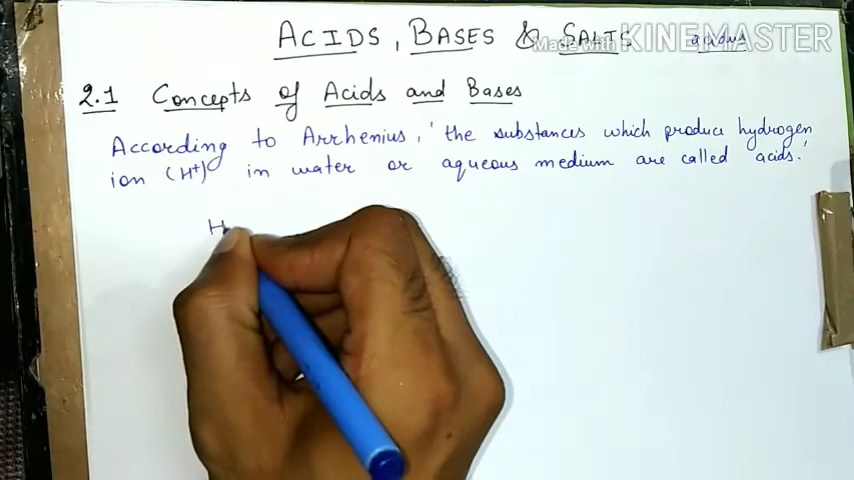 ACIDS, BASES & SALTS
Made with KINEMASTER
2.1 Concepts of Acids and Bases
According to Arrhenius, 'the substances which produce hydrogen
ion (H+) in water or aqueous medium are called acids.'
H